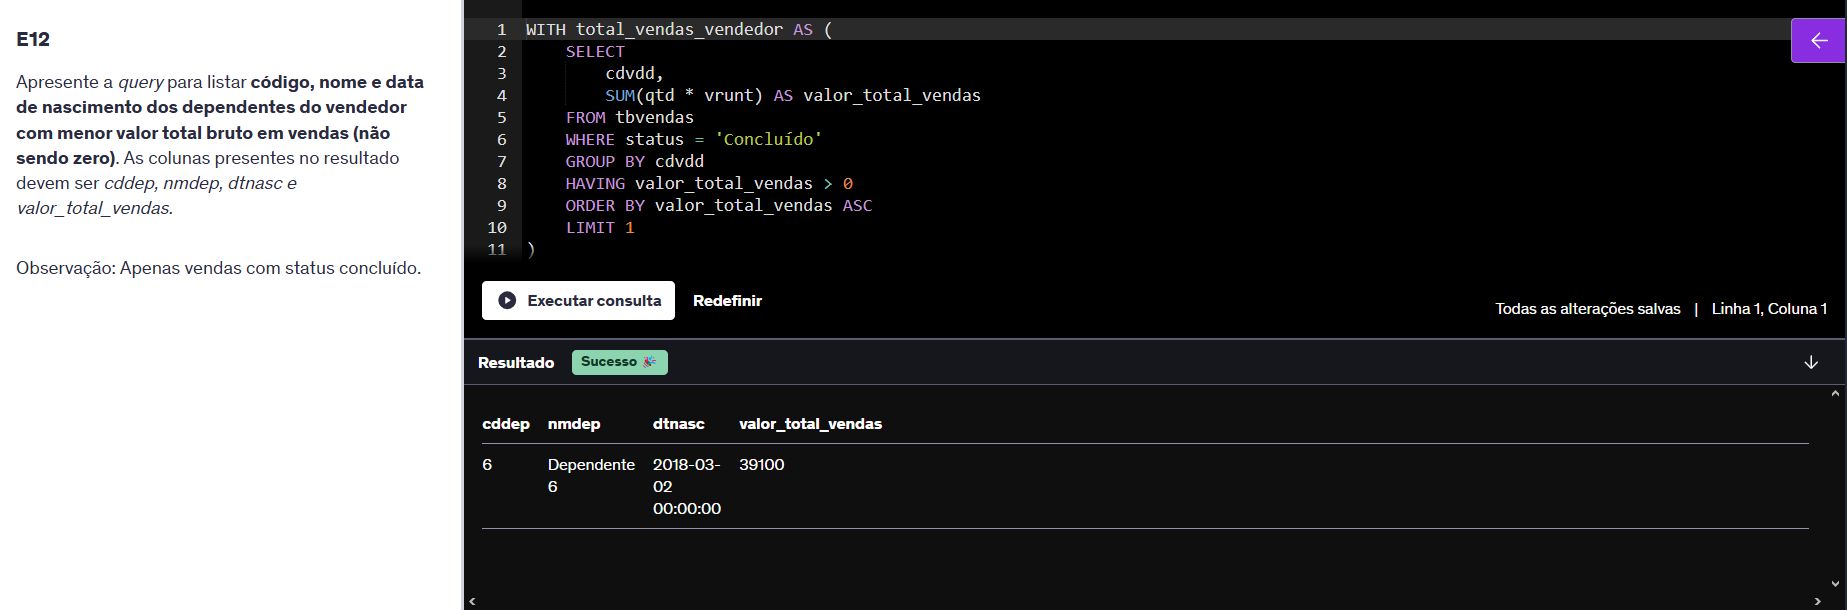 E12
Apresente a query para listar código, nome e data
de nascimento dos dependentes do vendedor
com menor valor total bruto em vendas (não
sendo zero). As colunas presentes no resultado
devem ser cddep, nmdep, dtnasc e
valor_total_vendas.
Observação: Apenas vendas com status concluído.
1 WITH total_vendas_vendedor AS (
2 SELECT
3 cdvdd,
4 SUM(qtd * vrunt) AS valor_total_vendas
5 FROM tbvendas
6 WHERE status = 'Concluído'
7 GROUP BY cdvdd
8 HAVING valor_total_vendas > 0
9 ORDER BY valor_total_vendas ASC
10 LIMIT 1
11 )
Executar consulta Redefinir
Todas as alterações salvas | Linha 1, Coluna 1
Resultado Sucesso 🎉
cddep nmdep dtnasc valor_total_vendas
6 Dependente 2018-03- 39100
6 02
00:00:00